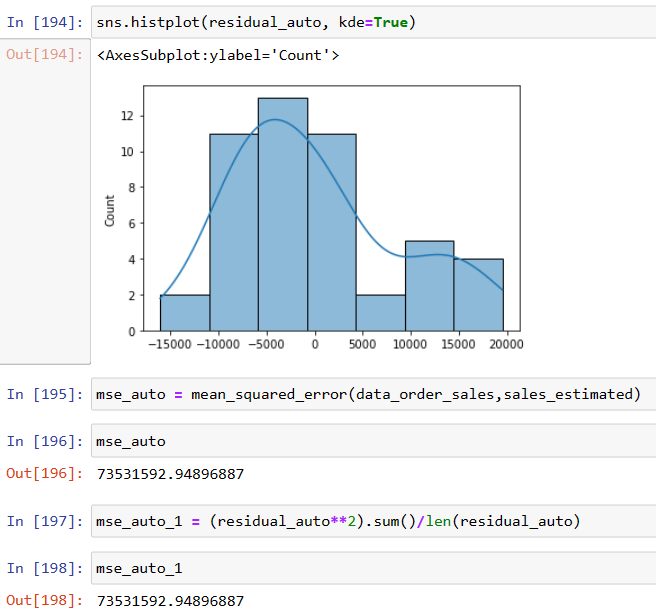 In [194]: sns.histplot(residual_auto, kde=True)
Out[194]: <AxesSubplot:ylabel='Count'>
12
10
8
6
4
2
0
Count
−15000 −10000 −5000 0 5000 10000 15000 20000
In [195]: mse_auto = mean_squared_error(data_order_sales,sales_estimated)
In [196]: mse_auto
Out[196]: 73531592.94896887
In [197]: mse_auto_1 = (residual_auto**2).sum()/len(residual_auto)
In [198]: mse_auto_1
Out[198]: 73531592.94896887